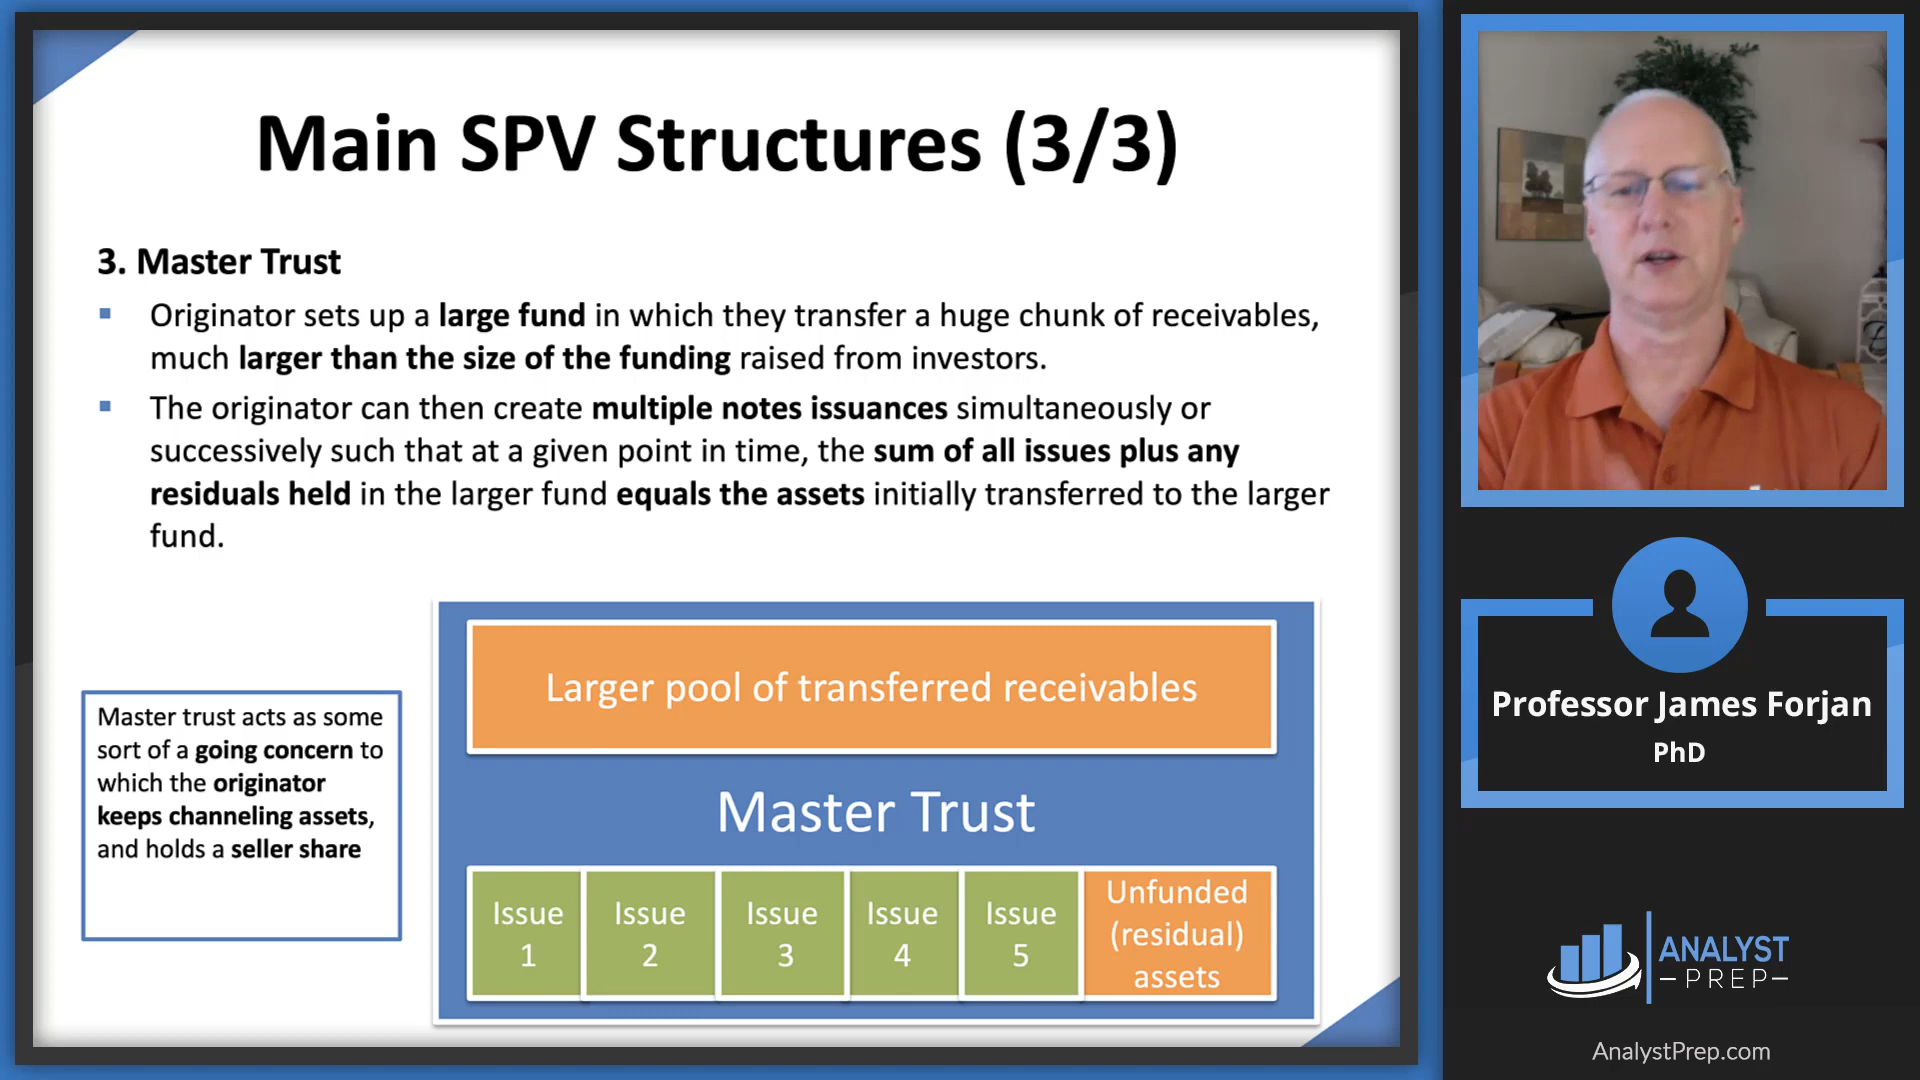 Main SPV Structures (3/3)
3. Master Trust
▪ Originator sets up a large fund in which they transfer a huge chunk of receivables,
much larger than the size of the funding raised from investors.
▪ The originator can then create multiple notes issuances simultaneously or
successively such that at a given point in time, the sum of all issues plus any
residuals held in the larger fund equals the assets initially transferred to the larger
fund.
Master trust acts as some
sort of a going concern to
which the originator
keeps channeling assets,
and holds a seller share
Larger pool of transferred receivables
Master Trust
Issue
1
Issue
2
Issue
3
Issue
4
Issue
5
Unfunded
(residual)
assets
Professor James Forjan
PhD
ANALYST
PREP
AnalystPrep.com